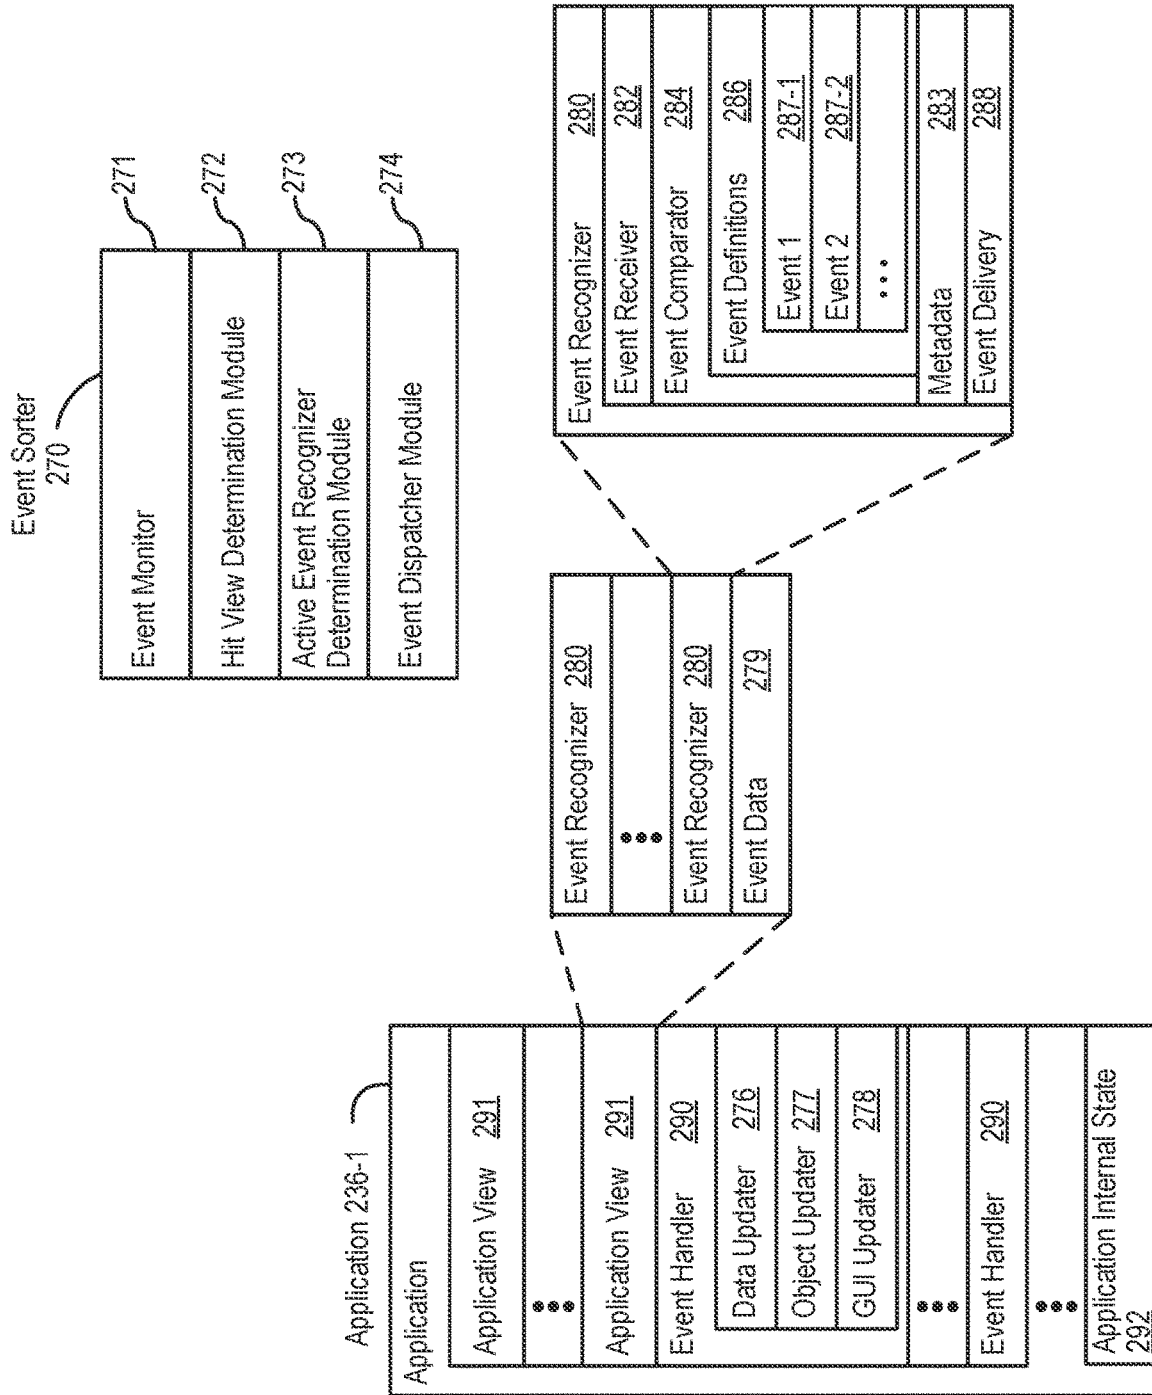 Event Sorter
270
Event Monitor
271
Hit View Determination Module
272
Active Event Recognizer
Determination Module
273
Event Dispatcher Module
274
Application 236-1
Application
Application View 291
•••
Application View 291
Event Handler 290
Data Updater 276
Object Updater 277
GUI Updater 278
•••
Event Handler 290
•••
Application Internal State
292
Event Recognizer 280
•••
Event Recognizer 280
Event Data 279
Event Recognizer 280
Event Receiver 282
Event Comparator 284
Event Definitions 286
Event 1 287-1
Event 2 287-2
•••
Metadata 283
Event Delivery 288